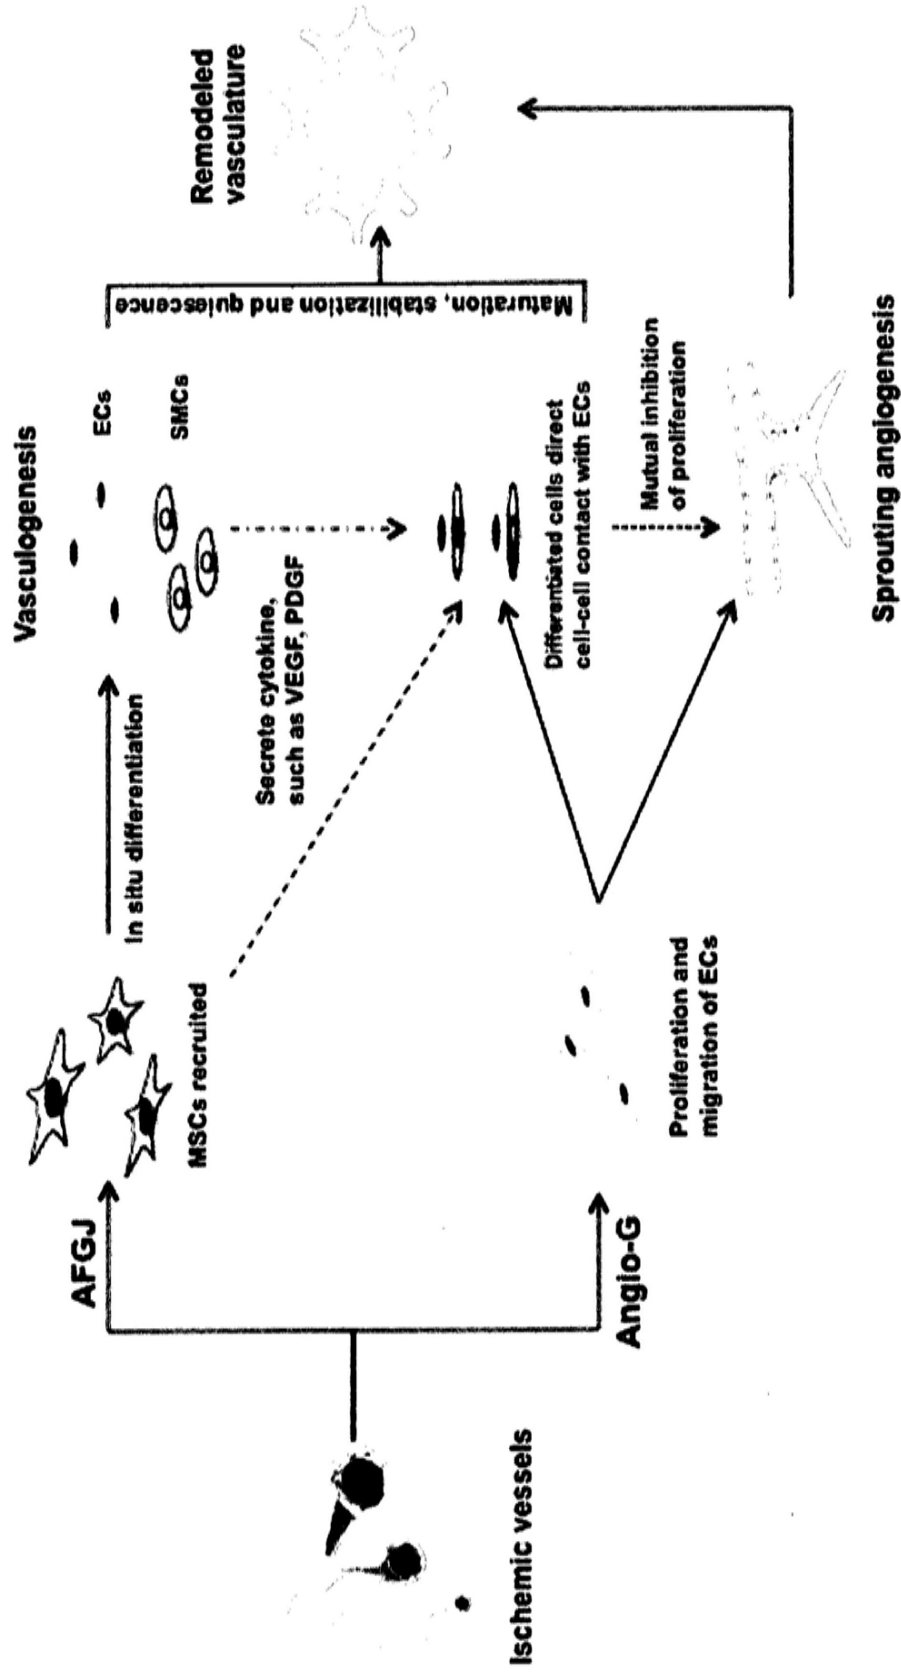 Ischemic vessels
AFGJ
Angio-G
MSCs recruited
In situ differentiation
Vasculogenesis
ECs
SMCs
Secrete cytokine,
such as VEGF, PDGF
Proliferation and
migration of ECs
Differentiated cells direct
cell-cell contact with ECs
Mutual inhibition
of proliferation
Sprouting angiogenesis
Maturation, stabilization and quiescence
Remodeled
vasculature